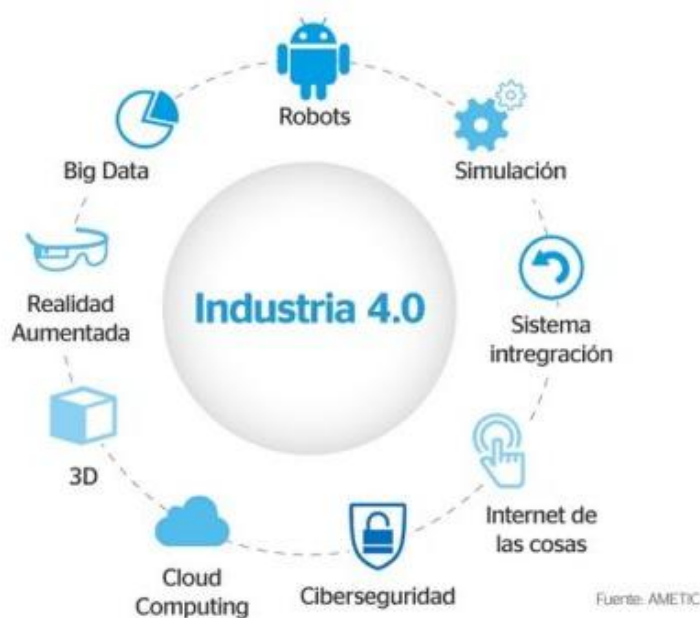 Robots
Simulación
Sistema
intregración
Internet de
las cosas
Ciberseguridad
Cloud
Computing
3D
Realidad
Aumentada
Big Data
Industria 4.0
Fuente: AMETIC